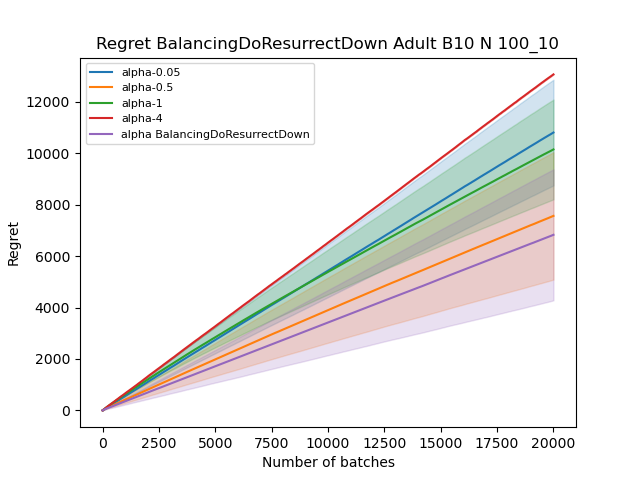 Regret BalancingDoResurrectDown Adult B10 N 100_10
alpha-0.05
alpha-0.5
alpha-1
alpha-4
alpha BalancingDoResurrectDown
Regret
12000
10000
8000
6000
4000
2000
0
0 2500 5000 7500 10000 12500 15000 17500 20000
Number of batches